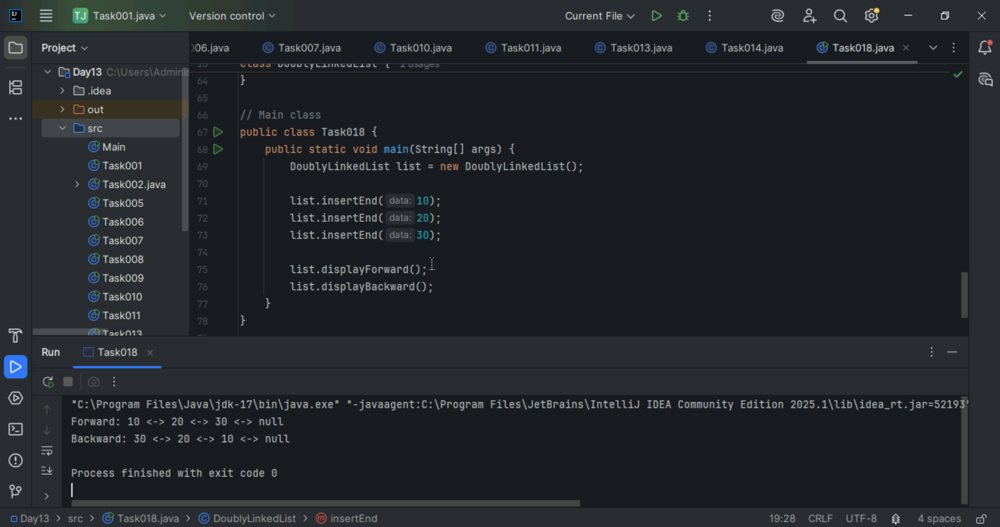 TJ Task001.java Version control Current File
Project
006.java Task007.java Task010.java Task011.java Task013.java Task014.java Task018.java
Day13 C:\Users\Adminis
.idea
out
src
Main
Task001
Task002.java
Task005
Task006
Task007
Task008
Task009
Task010
Task011
Task013
15 class DoublyLinkedList { 2 usages
64 }
65
66 // Main class
67 public class Task018 {
68 public static void main(String[] args) {
69 DoublyLinkedList list = new DoublyLinkedList();
70
71 list.insertEnd( data: 10);
72 list.insertEnd( data: 20);
73 list.insertEnd( data: 30);
74
75 list.displayForward();
76 list.displayBackward();
77 }
78 }
Run Task018
"C:\Program Files\Java\jdk-17\bin\java.exe" "-javaagent:C:\Program Files\JetBrains\IntelliJ IDEA Community Edition 2025.1\lib\idea_rt.jar=52193"
Forward: 10 <-> 20 <-> 30 <-> null
Backward: 30 <-> 20 <-> 10 <-> null
Process finished with exit code 0
Day13 > src > Task018.java > DoublyLinkedList > insertEnd 19:28 CRLF UTF-8 4 spaces